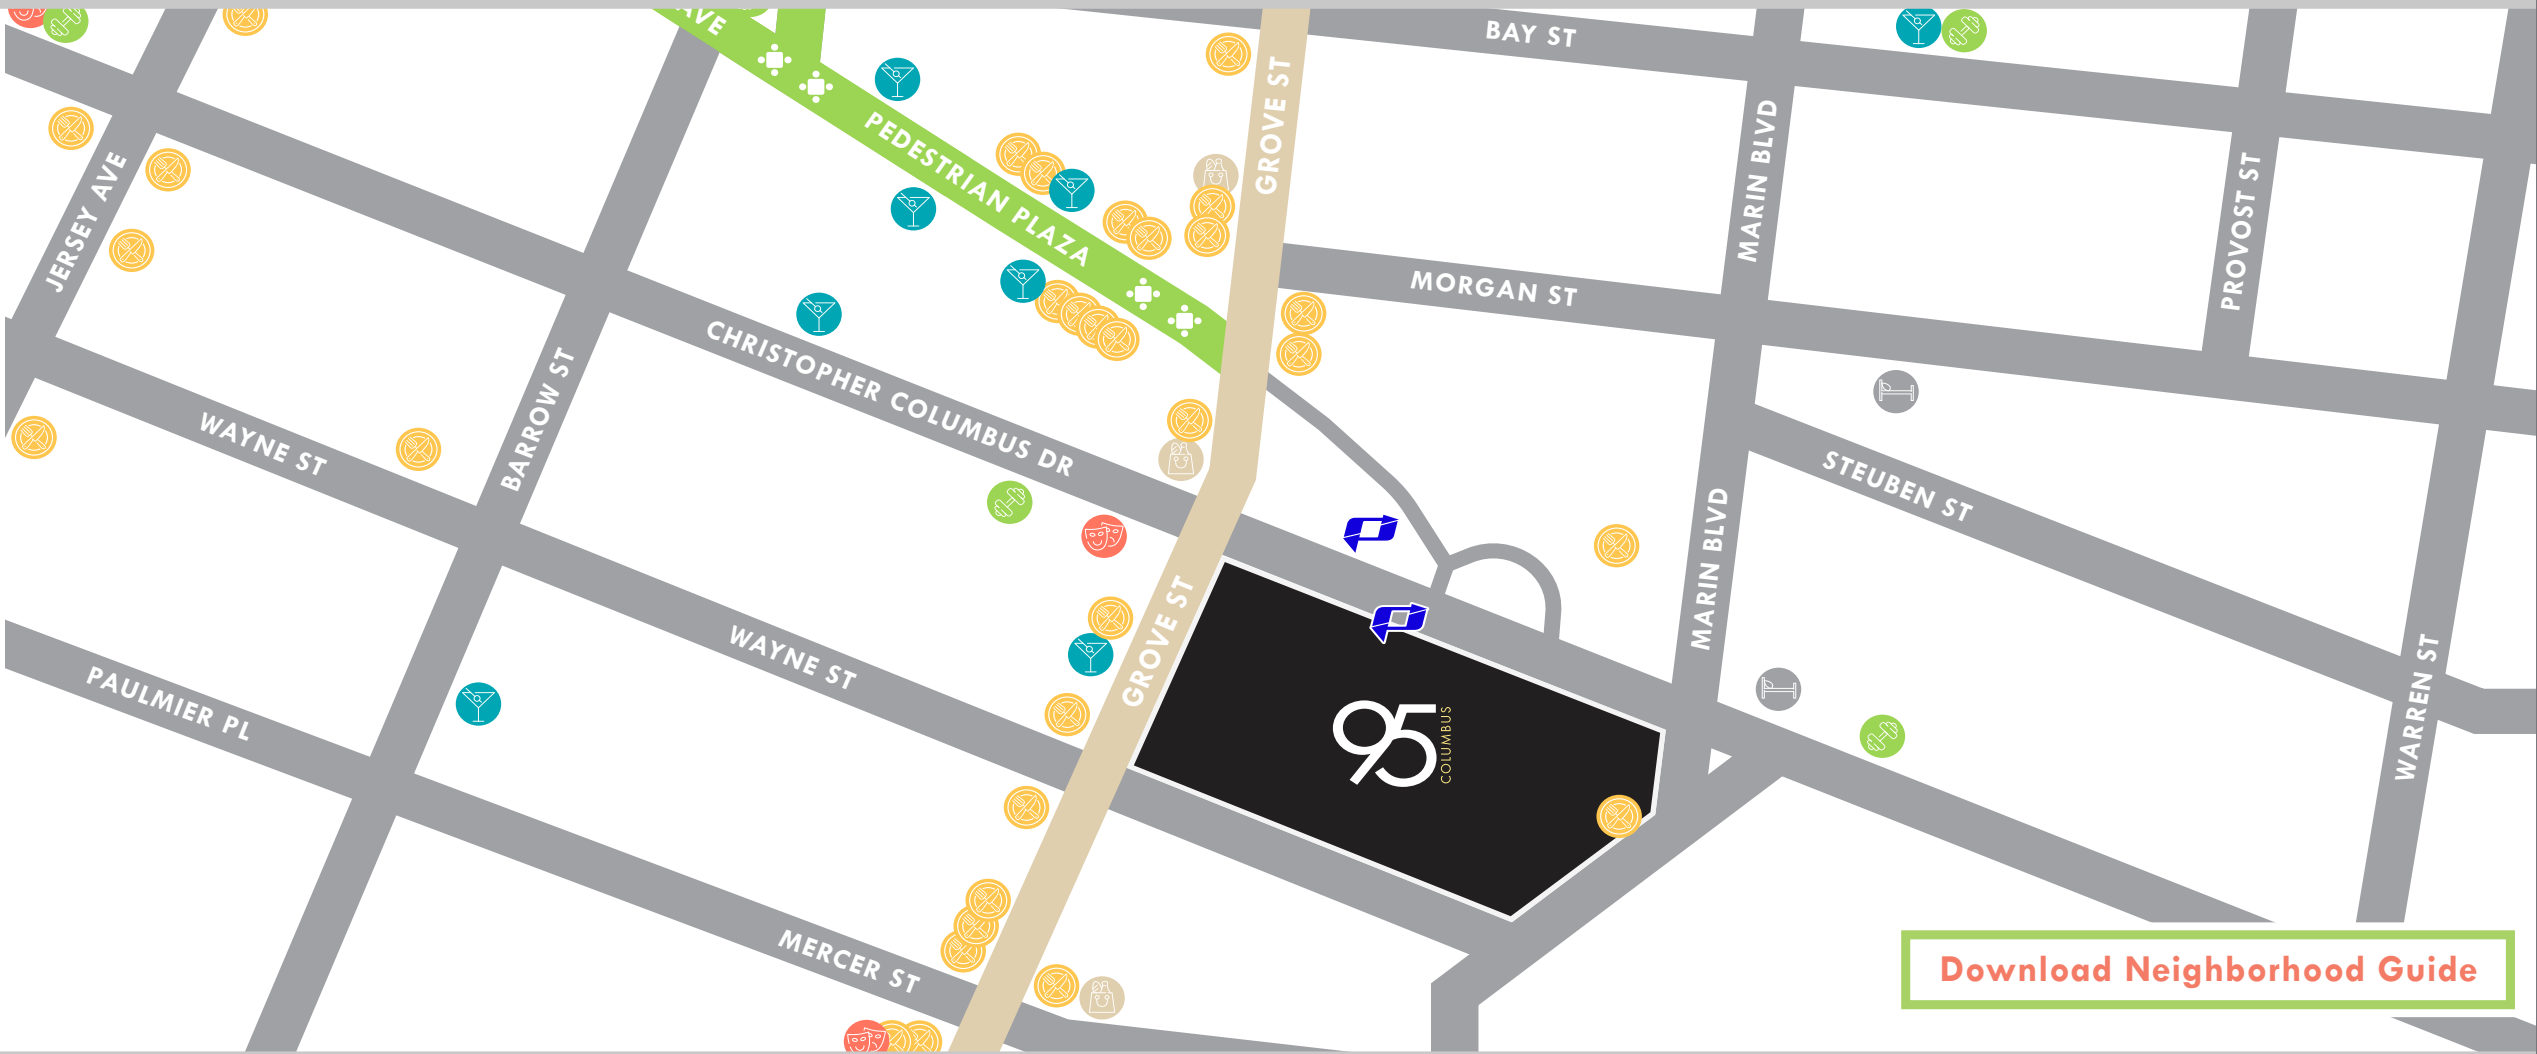 AVE
BAY ST
GROVE ST
MARIN BLVD
PEDESTRIAN PLAZA
JERSEY AVE
PROVOST ST
MORGAN ST
CHRISTOPHER COLUMBUS DR
BARROW ST
WAYNE ST
STEUBEN ST
MARIN BLVD
GROVE ST
WAYNE ST
WARREN ST
PAULMIER PL
95
COLUMBUS
MERCER ST
Download Neighborhood Guide